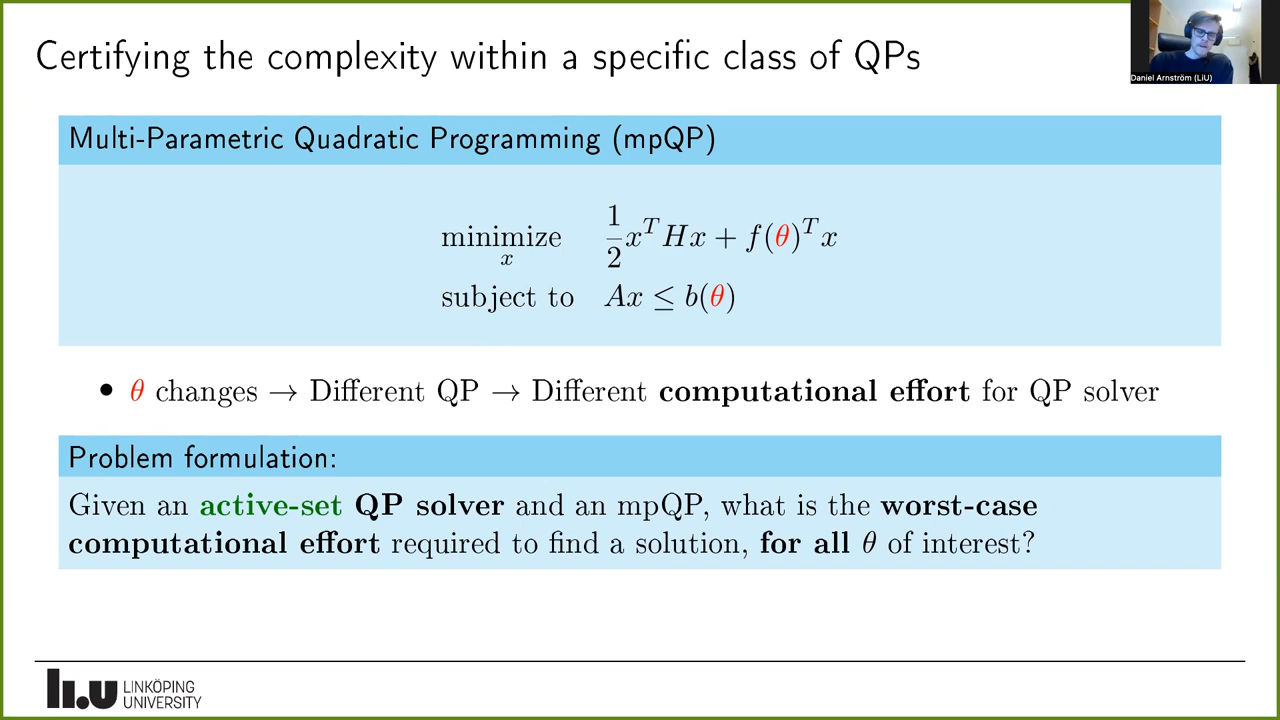 Certifying the complexity within a specific class of QPs
Daniel Arnström (LiU)
Multi-Parametric Quadratic Programming (mpQP)
minimize 1/2 x^T H x + f(θ)^T x
x
subject to Ax ≤ b(θ)
• θ changes → Different QP → Different computational effort for QP solver
Problem formulation:
Given an active-set QP solver and an mpQP, what is the worst-case
computational effort required to find a solution, for all θ of interest?
li.u LINKÖPING
UNIVERSITY